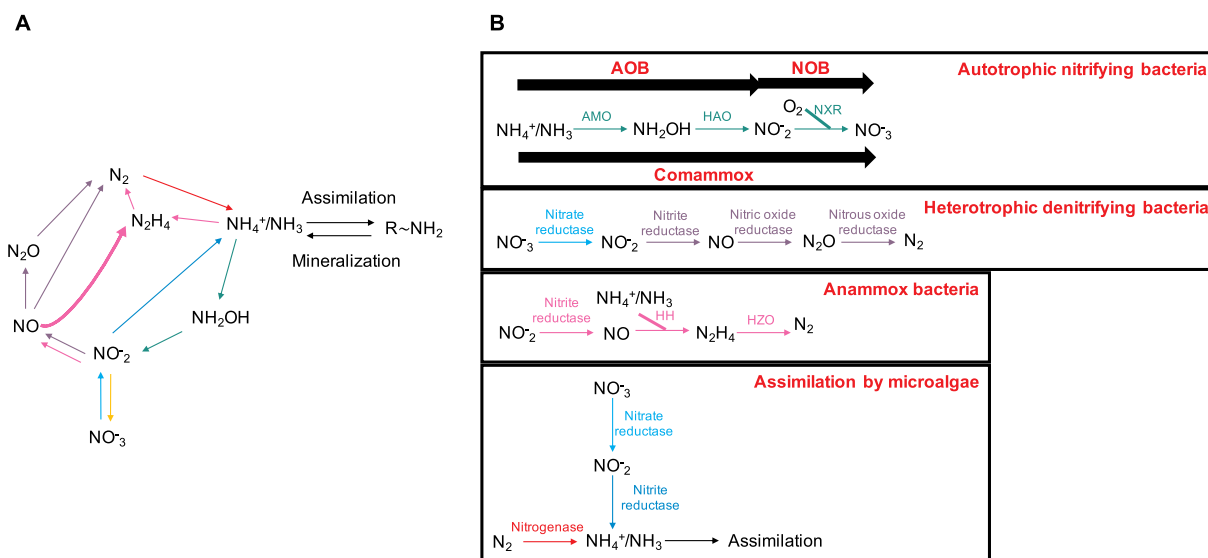 A
N₂
N₂H₄
NH₄⁺/NH₃
Assimilation
Mineralization
R~NH₂
N₂O
NO
NH₂OH
NO⁻₂
NO⁻₃
B
AOB
NOB
Autotrophic nitrifying bacteria
NH₄⁺/NH₃ AMO NH₂OH HAO NO⁻₂ O₂ NXR NO⁻₃
Comammox
Heterotrophic denitrifying bacteria
NO⁻₃
Nitrate
reductase
NO⁻₂
Nitrite
reductase
NO
Nitric oxide
reductase
N₂O
Nitrous oxide
reductase
N₂
Anammox bacteria
NO⁻₂
Nitrite
reductase
NO
NH₄⁺/NH₃
HH
N₂H₄
HZO
N₂
Assimilation by microalgae
NO⁻₃
Nitrate
reductase
NO⁻₂
Nitrite
reductase
N₂ Nitrogenase NH₄⁺/NH₃ Assimilation